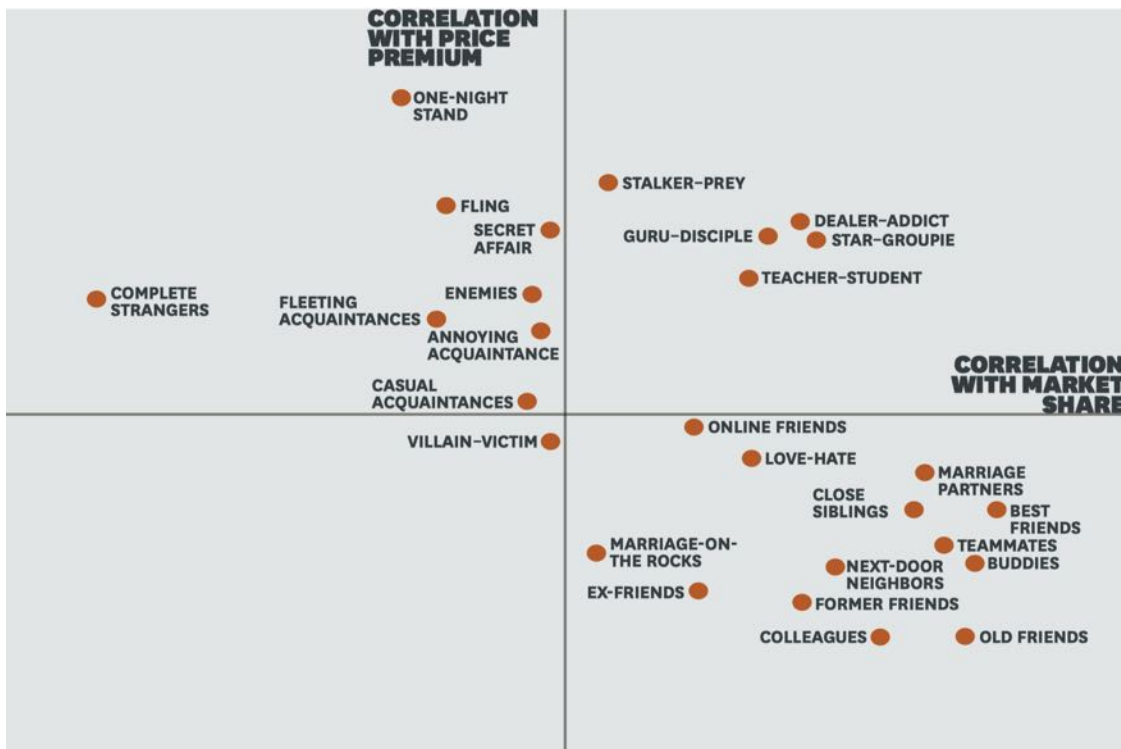 CORRELATION
WITH PRICE
PREMIUM
ONE-NIGHT
STAND
STALKER–PREY
FLING
SECRET
AFFAIR
DEALER–ADDICT
GURU–DISCIPLE
STAR–GROUPIE
TEACHER–STUDENT
COMPLETE
STRANGERS
ENEMIES
FLEETING
ACQUAINTANCES
ANNOYING
ACQUAINTANCE
CASUAL
ACQUAINTANCES
CORRELATION
WITH MARKET
SHARE
VILLAIN–VICTIM
ONLINE FRIENDS
LOVE-HATE
MARRIAGE
PARTNERS
CLOSE
SIBLINGS
BEST
FRIENDS
MARRIAGE-ON-
THE ROCKS
TEAMMATES
BUDDIES
NEXT-DOOR
NEIGHBORS
EX-FRIENDS
FORMER FRIENDS
COLLEAGUES
OLD FRIENDS